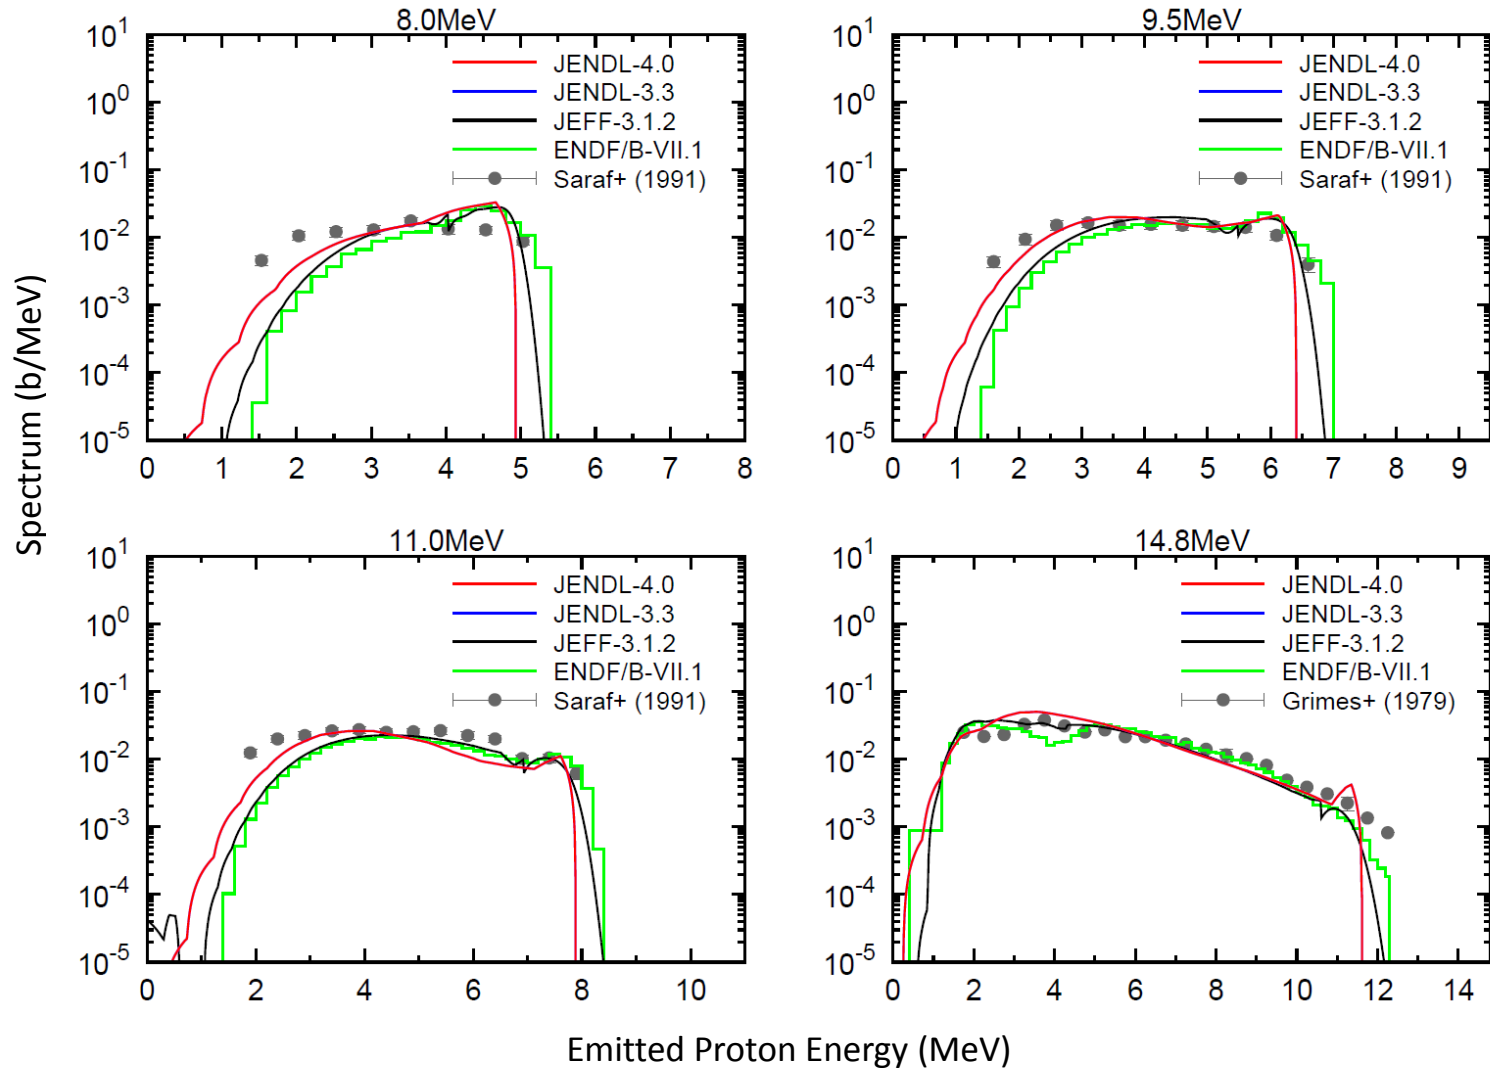 8.0MeV
Spectrum (b/MeV)
10^1
10^0
10^-1
10^-2
10^-3
10^-4
10^-5
JENDL-4.0
JENDL-3.3
JEFF-3.1.2
ENDF/B-VII.1
Saraf+ (1991)
0 1 2 3 4 5 6 7 8
9.5MeV
10^1
10^0
10^-1
10^-2
10^-3
10^-4
10^-5
JENDL-4.0
JENDL-3.3
JEFF-3.1.2
ENDF/B-VII.1
Saraf+ (1991)
0 1 2 3 4 5 6 7 8 9
11.0MeV
10^1
10^0
10^-1
10^-2
10^-3
10^-4
10^-5
JENDL-4.0
JENDL-3.3
JEFF-3.1.2
ENDF/B-VII.1
Saraf+ (1991)
0 2 4 6 8 10
14.8MeV
10^1
10^0
10^-1
10^-2
10^-3
10^-4
10^-5
JENDL-4.0
JENDL-3.3
JEFF-3.1.2
ENDF/B-VII.1
Grimes+ (1979)
0 2 4 6 8 10 12 14
Emitted Proton Energy (MeV)